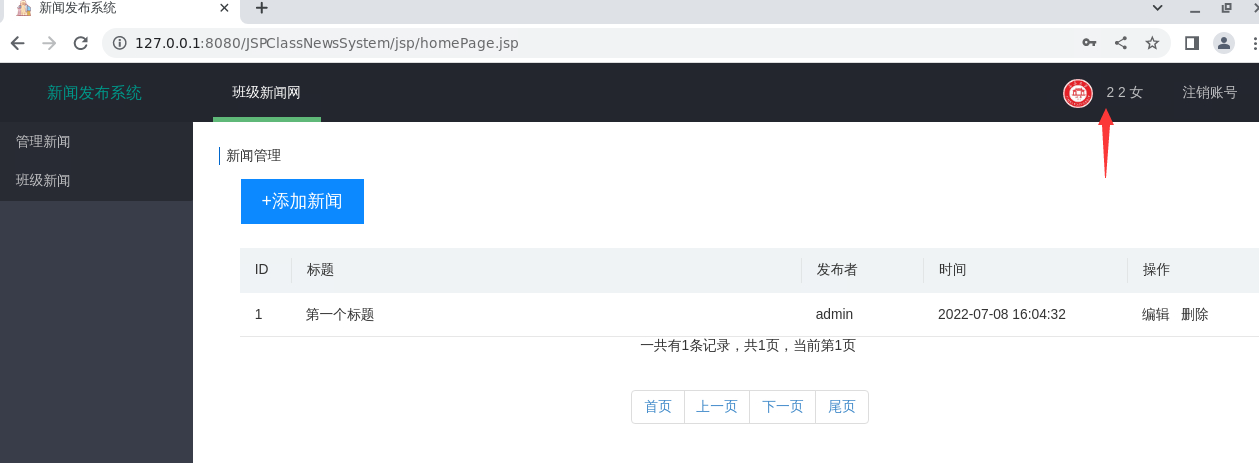 新闻发布系统
127.0.0.1:8080/JSPClassNewsSystem/jsp/homePage.jsp
新闻发布系统 班级新闻网 2 2 女 注销账号
管理新闻
班级新闻
新闻管理
+添加新闻
ID 标题 发布者 时间 操作
1 第一个标题 admin 2022-07-08 16:04:32 编辑 删除
一共有1条记录，共1页，当前第1页
首页 上一页 下一页 尾页